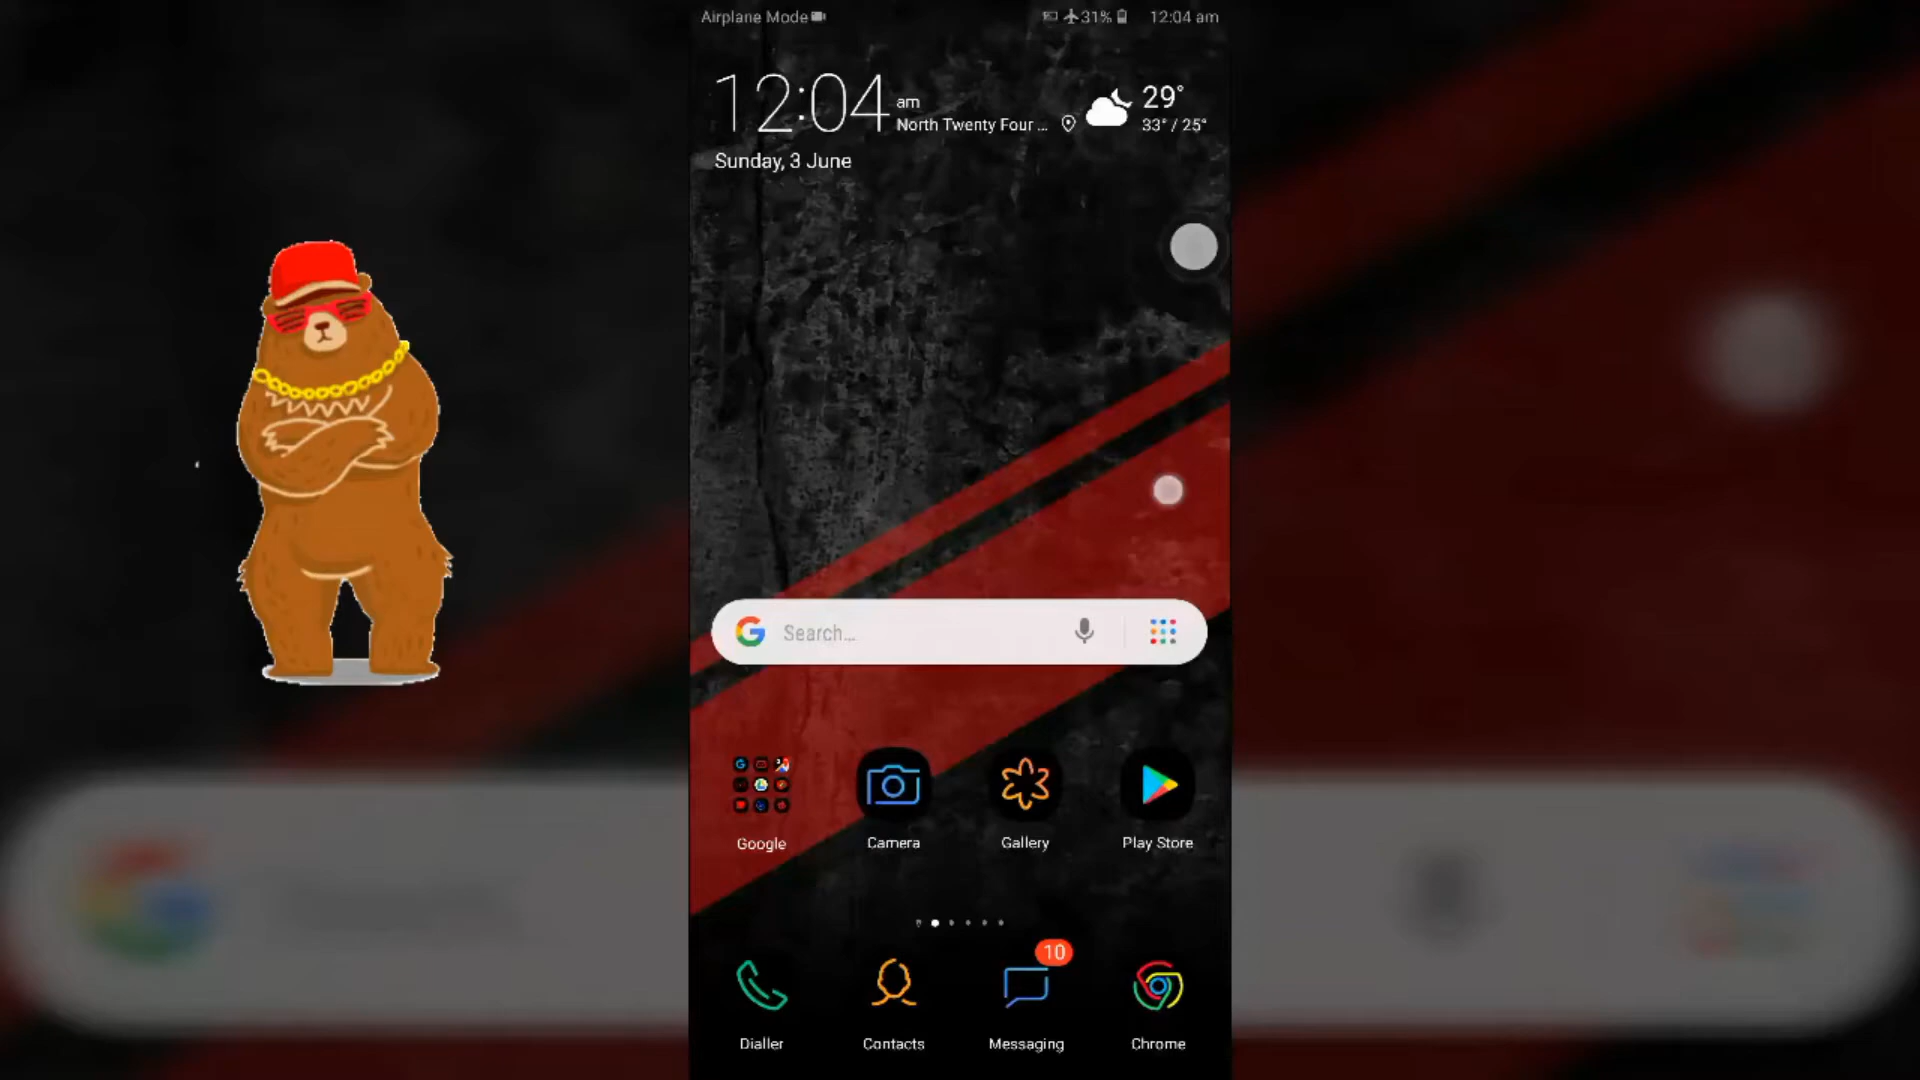 Airplane Mode 31% 12:04 am
12:04 am
North Twenty Four ...
29°
33° / 25°
Sunday, 3 June
Search...
Google Camera Gallery Play Store
10
Dialler Contacts Messaging Chrome